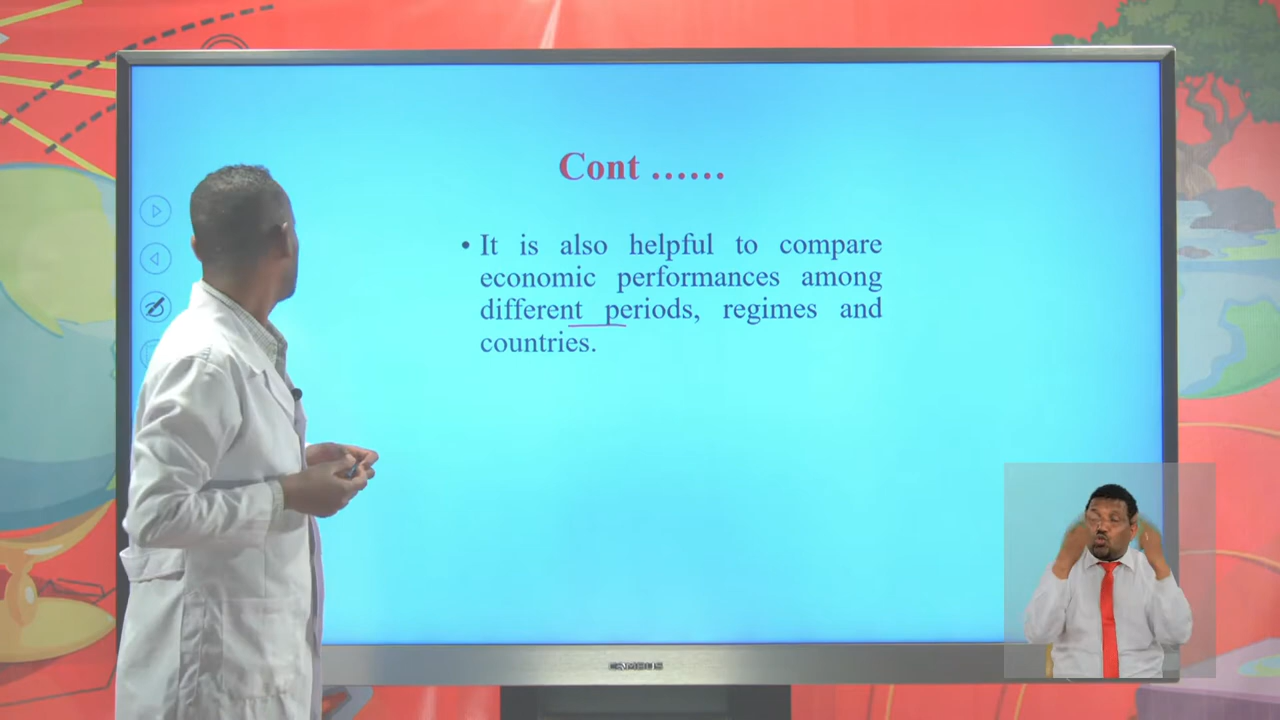 Cont ......
• It is also helpful to compare
economic performances among
different periods, regimes and
countries.